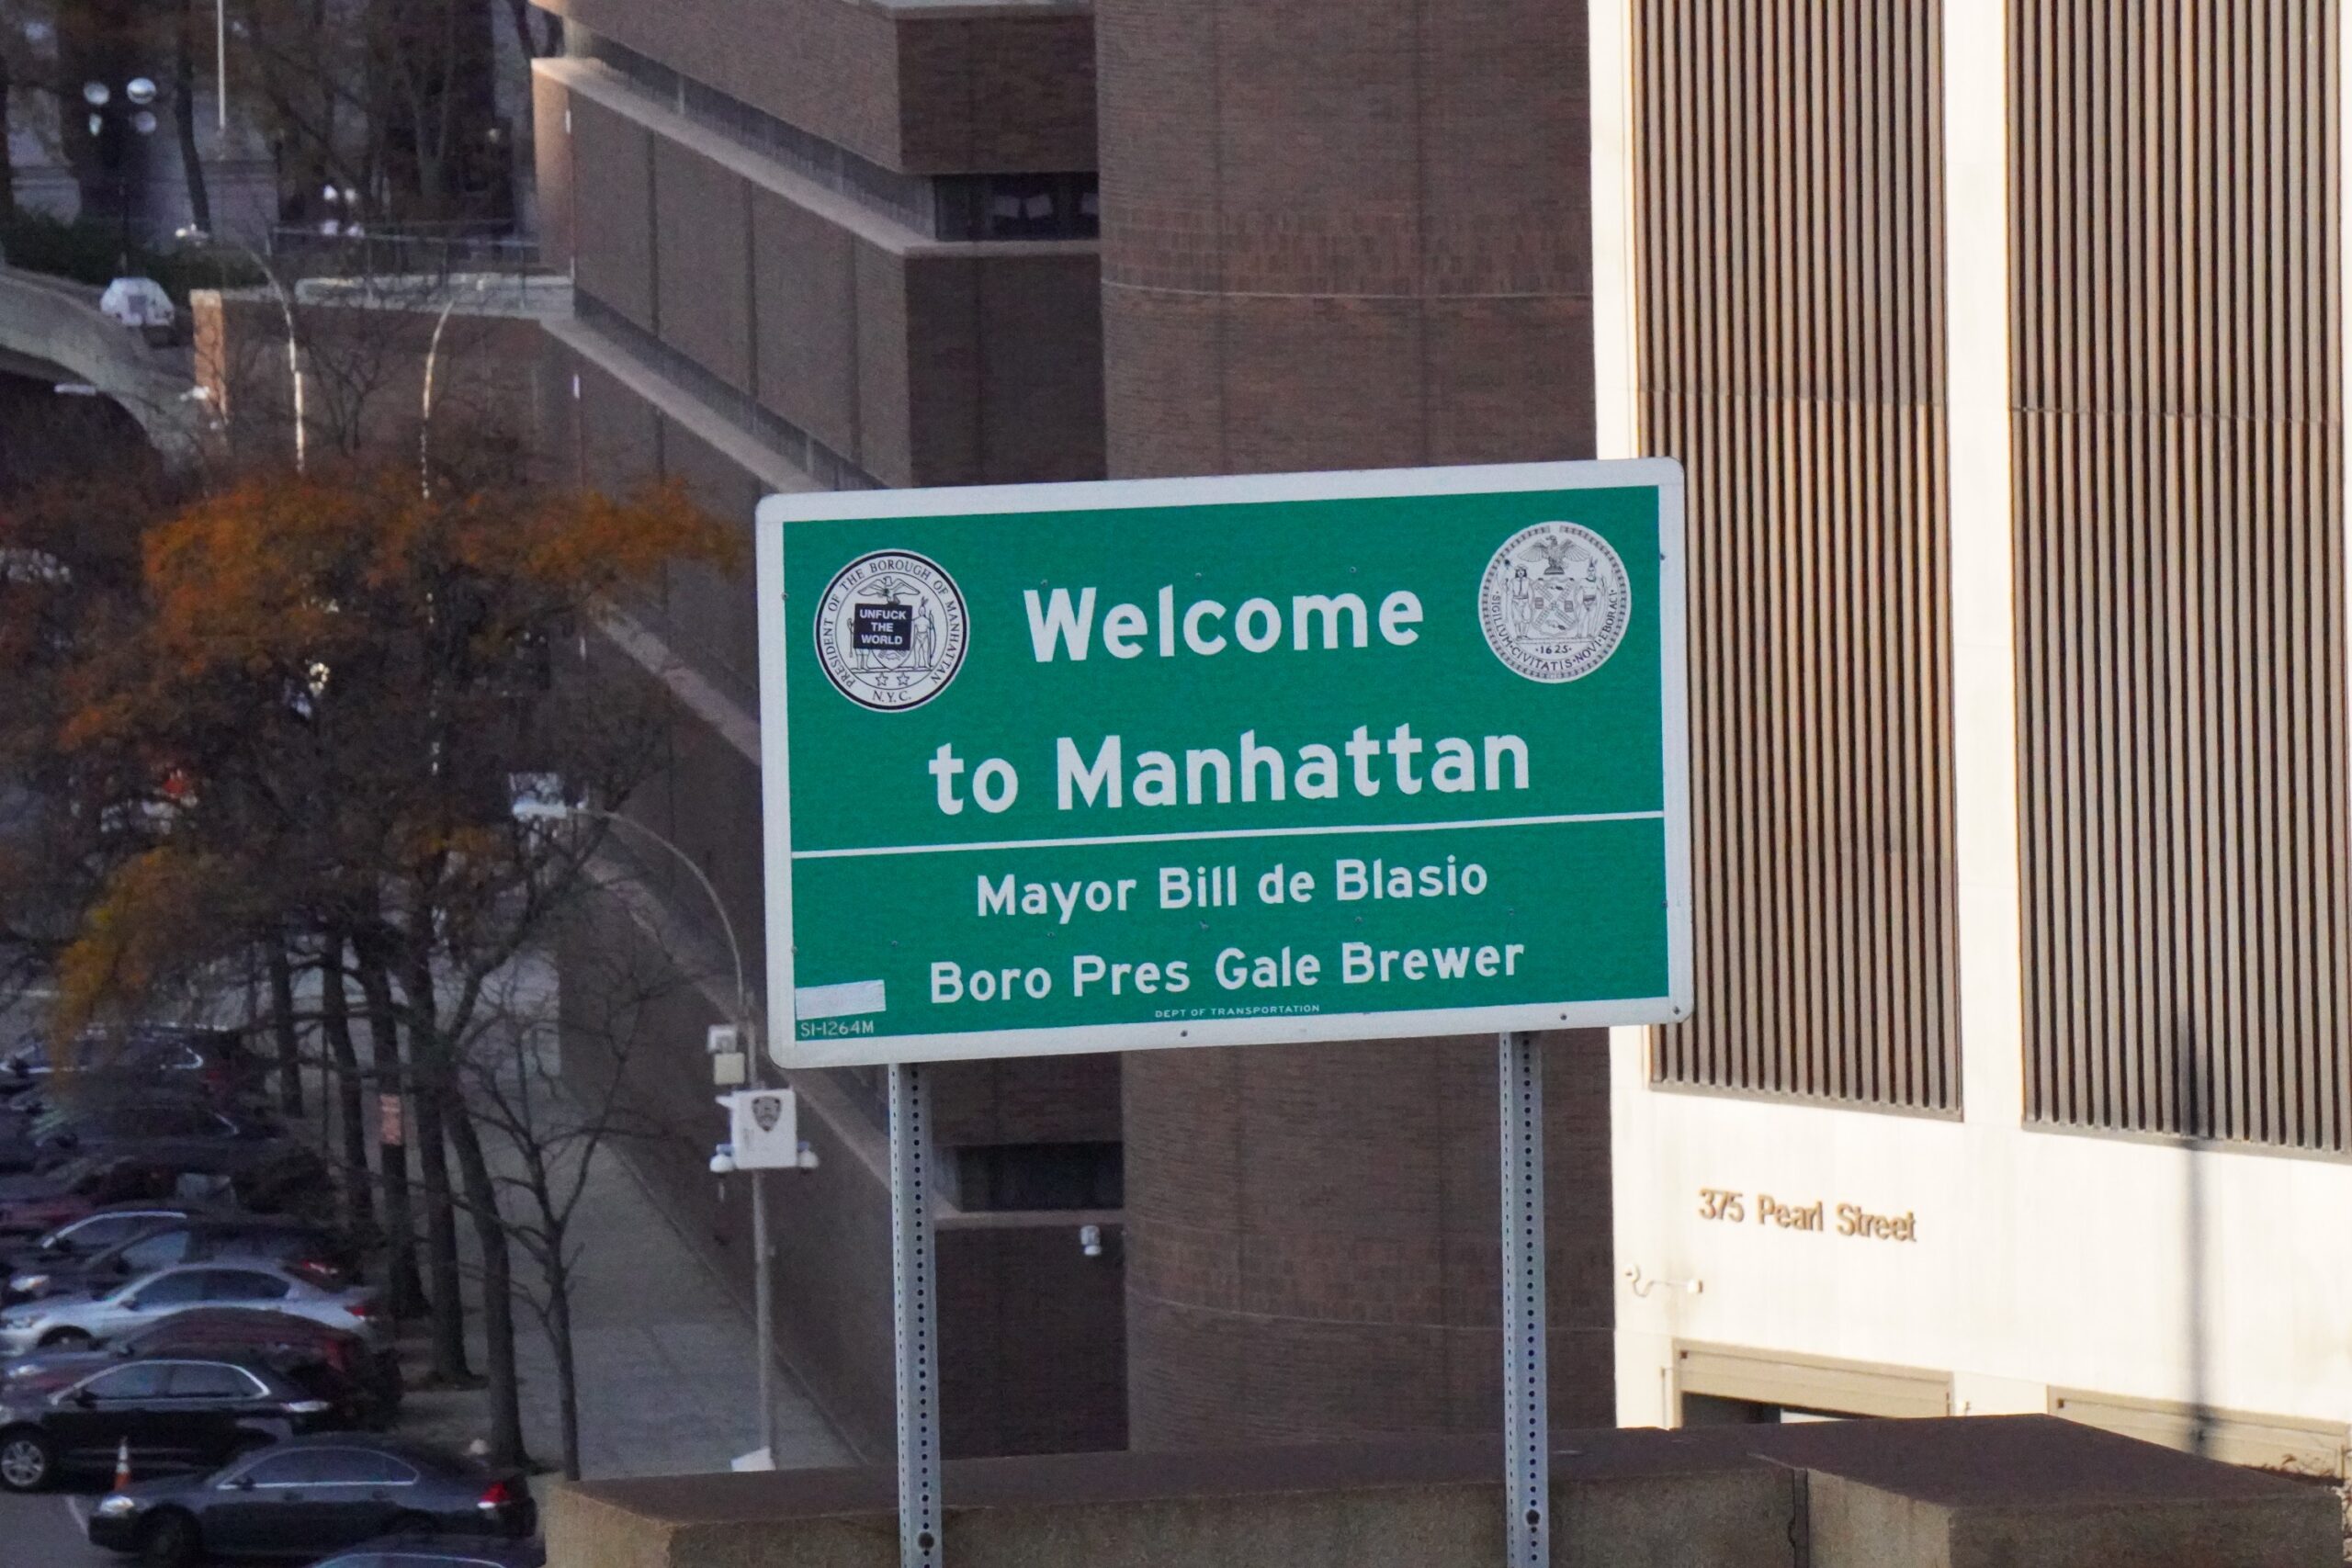 PRESIDENT OF THE BOROUGH OF MANHATTAN
UNFUCK
THE
WORLD
N.Y.C.
Welcome
SIGILLVM·CIVITATIS·NOVI·EBORACI
·1625·
to Manhattan
Mayor Bill de Blasio
Boro Pres Gale Brewer
DEPT OF TRANSPORTATION
SI-1264M
375 Pearl Street